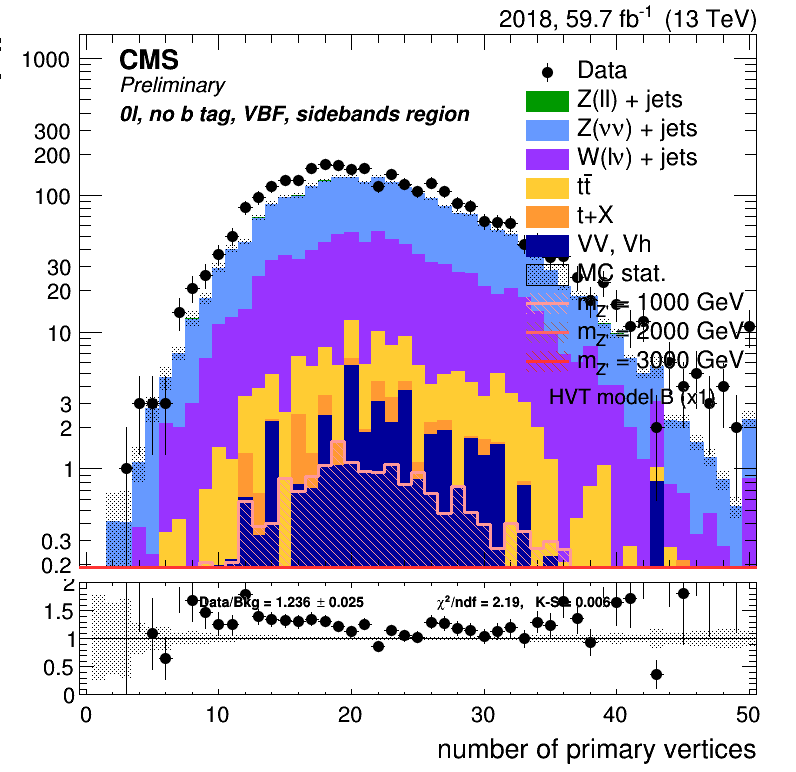 2018, 59.7 fb⁻¹ (13 TeV)
CMS
Preliminary
0l, no b tag, VBF, sidebands region
Data
Z(ll) + jets
Z(νν) + jets
W(lν) + jets
tt̄
t+X
VV, Vh
MC stat.
m_Z' = 1000 GeV
m_Z' = 2000 GeV
m_Z' = 3000 GeV
HVT model B (x1)
1000
300
200
100
30
20
10
3
2
1
0.3
0.2
Data/Bkg = 1.236 ± 0.025 χ²/ndf = 2.19, K-S = 0.006
2
1.5
1
0.5
0
0 10 20 30 40 50
number of primary vertices